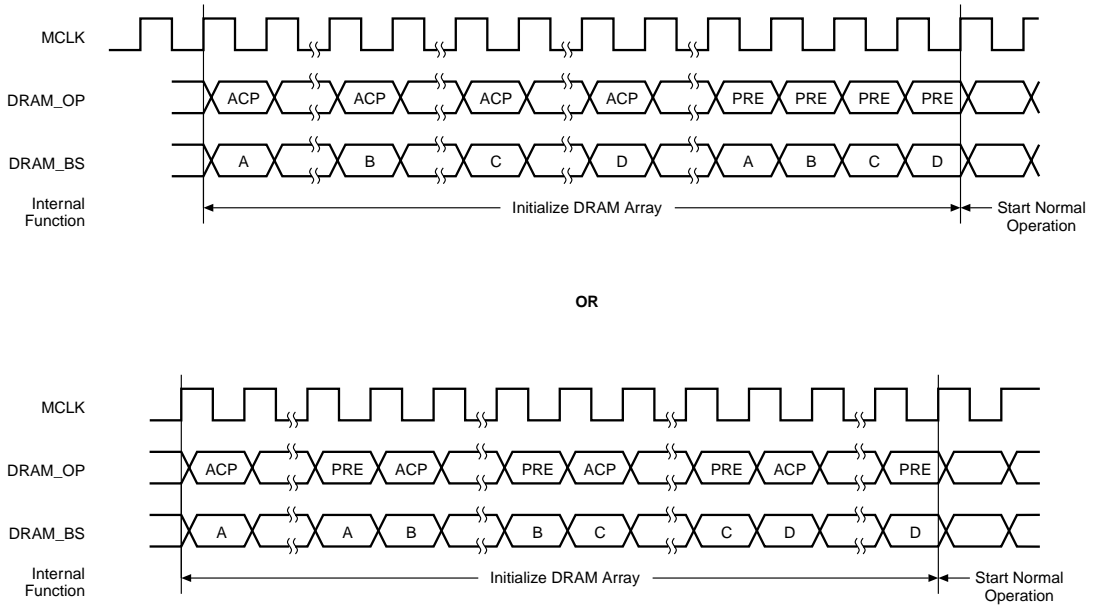 MCLK
DRAM_OP ACP ACP ACP ACP PRE PRE PRE PRE
DRAM_BS A B C D A B C D
Internal
Function
Initialize DRAM Array
Start Normal
Operation
OR
MCLK
DRAM_OP ACP PRE ACP PRE ACP PRE ACP PRE
DRAM_BS A A B B C C D D
Internal
Function
Initialize DRAM Array
Start Normal
Operation